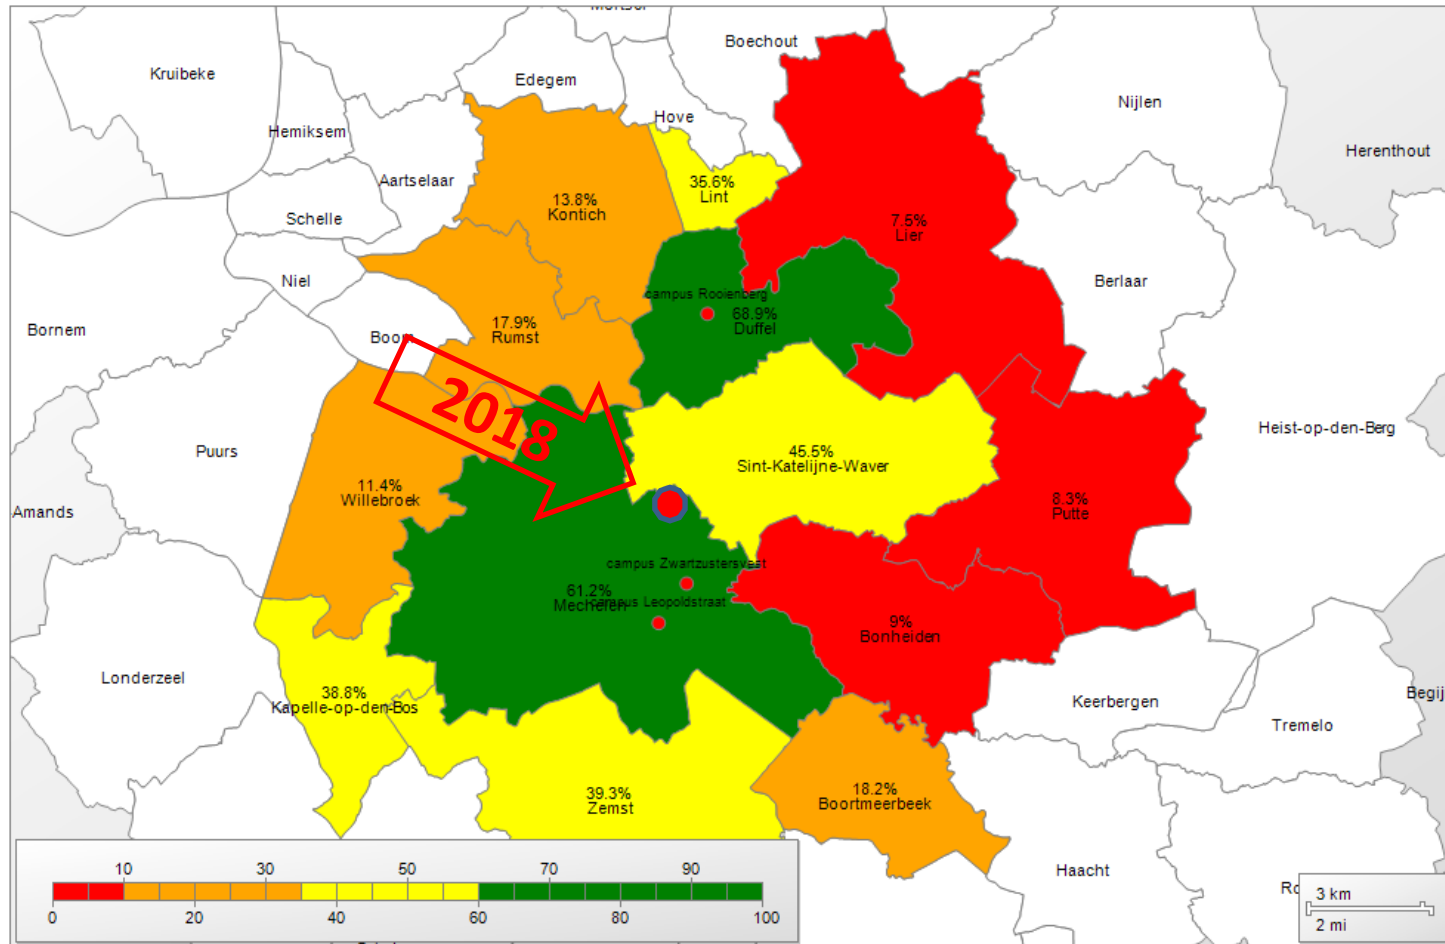 Boechout
Kruibeke
Edegem
Nijlen
Hove
Hemiksem
Herenthout
Aartselaar
35.6%
Lint
13.8%
Kontich
Schelle
7.5%
Lier
Niel
Berlaar
campus Rooienberg
68.9%
Duffel
Bornem
17.9%
Rumst
Boom
2018
Heist-op-den-Berg
Puurs
45.5%
Sint-Katelijne-Waver
11.4%
Willebroek
8.3%
Putte
Amands
campus Zwartzustersvest
61.2%
Mechelen
campus Leopoldstraat
9%
Bonheiden
Londerzeel
38.8%
Kapelle-op-den-Bos
Keerbergen
Begij
Tremelo
39.3%
Zemst
18.2%
Boortmeerbeek
Haacht
10 30 50 70 90
0 20 40 60 80 100
3 km
2 mi